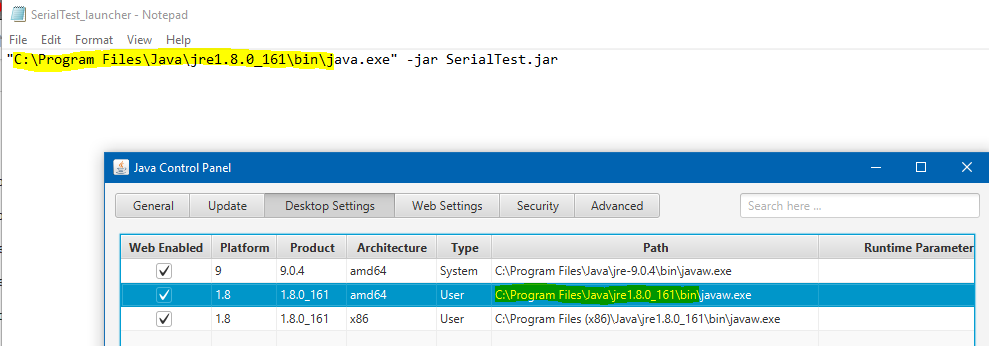 SerialTest_launcher - Notepad
File Edit Format View Help
"C:\Program Files\Java\jre1.8.0_161\bin\java.exe" -jar SerialTest.jar
Java Control Panel
General Update Desktop Settings Web Settings Security Advanced Search here ...
Web Enabled Platform Product Architecture Type Path Runtime Parameter
9 9.0.4 amd64 System C:\Program Files\Java\jre-9.0.4\bin\javaw.exe
1.8 1.8.0_161 amd64 User C:\Program Files\Java\jre1.8.0_161\bin\javaw.exe
1.8 1.8.0_161 x86 User C:\Program Files (x86)\Java\jre1.8.0_161\bin\javaw.exe